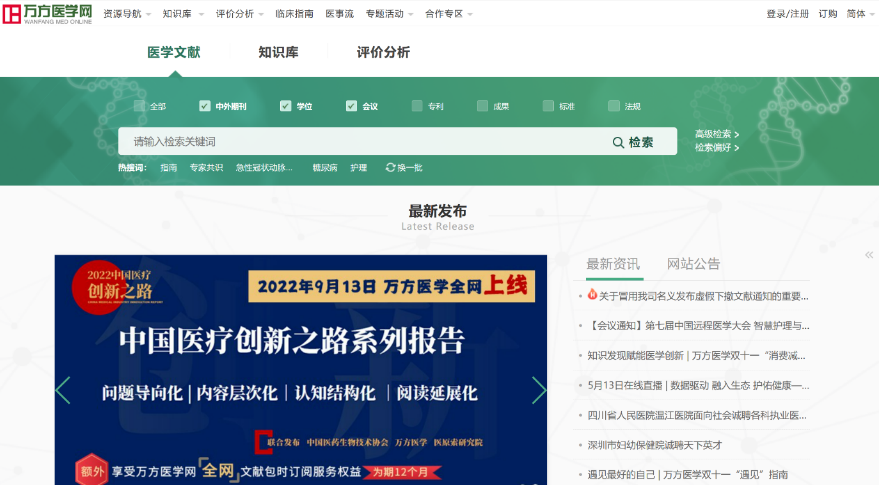 万方医学网 资源导航 知识库 评价分析 临床指南 医事流 专题活动 合作专区 登录/注册 订购 简体
WANFANG MED ONLINE
医学文献 知识库 评价分析
全部 中外期刊 学位 会议 专利 成果 标准 法规
请输入检索关键词 检索
高级检索 >
检索偏好 >
热搜词: 指南 专家共识 急性冠状动脉... 糖尿病 护理 换一批
最新发布
Latest Release
2022中国医疗
创新之路
2022年9月13日 万方医学全网上线
中国医疗创新之路系列报告
问题导向化 | 内容层次化 | 认知结构化 | 阅读延展化
联合发布 中国医药生物技术协会 万方医学 医原索研究院
额外 享受万方医学网「全网」文献包时订阅服务权益 为期12个月
最新资讯 网站公告
关于冒用我司名义发布虚假下撤文献通知的重要...
【会议通知】第七届中国远程医学大会 智慧护理与...
知识发现赋能医学创新 | 万方医学双十一“消费减...
5月13日在线直播 | 数据驱动 融入生态 护佑健康—...
四川省人民医院温江医院面向社会诚聘各科执业医...
深圳市妇幼保健院诚聘天下英才
遇见最好的自己 | 万方医学双十一“遇见”指南